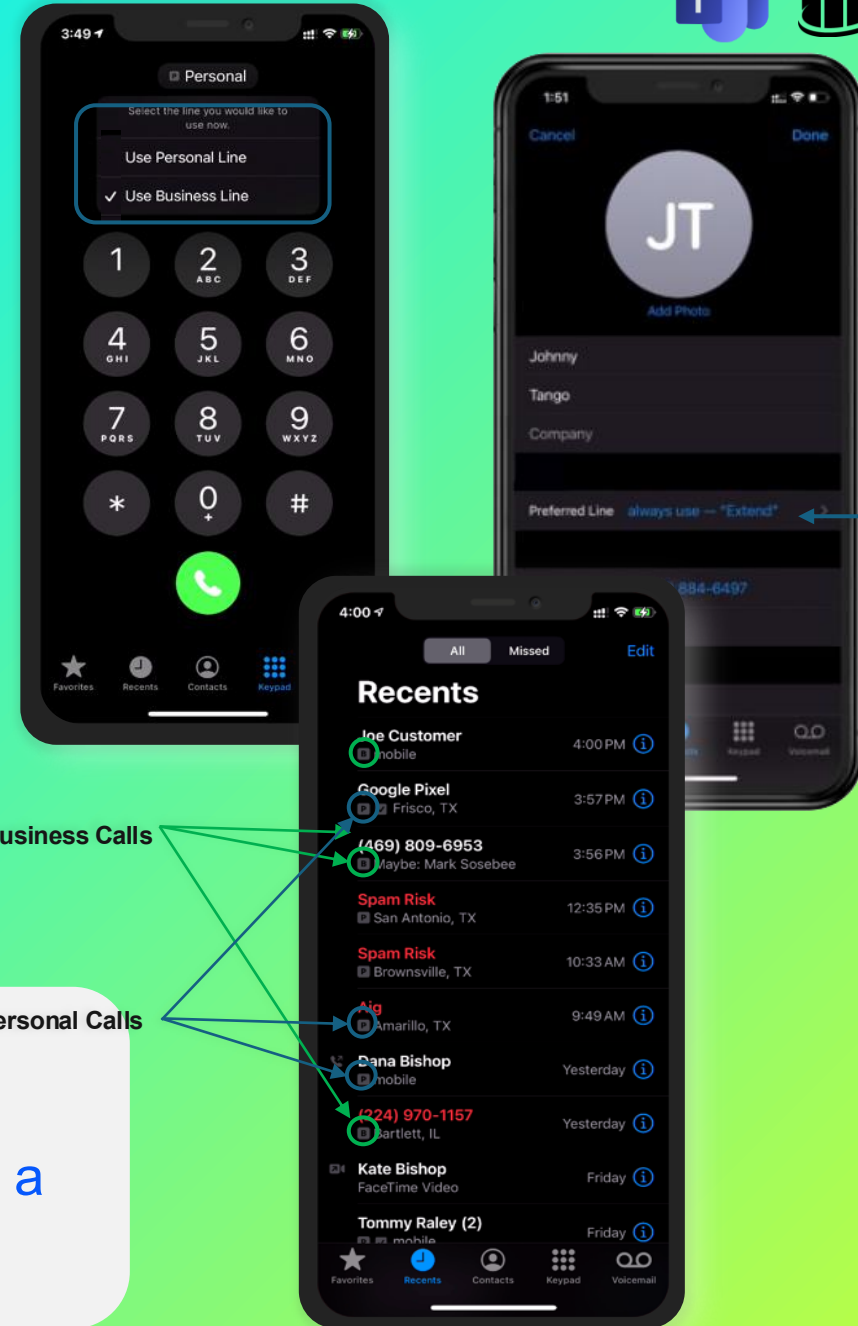 3:49
P Personal
Select the line you would like to
use now.
Use Personal Line
✓ Use Business Line
1
2
ABC
3
DEF
4
GHI
5
JKL
6
MNO
7
PQRS
8
TUV
9
WXYZ
*
0
+
#
Favorites
Recents
Contacts
Keypad
1:51
Cancel
Done
JT
Add Photo
Johnny
Tango
Company
Preferred Line always use — "Extend"
884-6497
Keypad
Voicemail
usiness Calls
ersonal Calls
a
4:00
All
Missed
Edit
Recents
Joe Customer
B mobile
4:00 PM
Google Pixel
P Frisco, TX
3:57 PM
(469) 809-6953
B Maybe: Mark Sosebee
3:56 PM
Spam Risk
P San Antonio, TX
12:35 PM
Spam Risk
P Brownsville, TX
10:33 AM
Aig
P Amarillo, TX
9:49 AM
Dana Bishop
P mobile
Yesterday
(224) 970-1157
B Bartlett, IL
Yesterday
Kate Bishop
FaceTime Video
Friday
Tommy Raley (2)
P mobile
Friday
Favorites
Recents
Contacts
Keypad
Voicemail